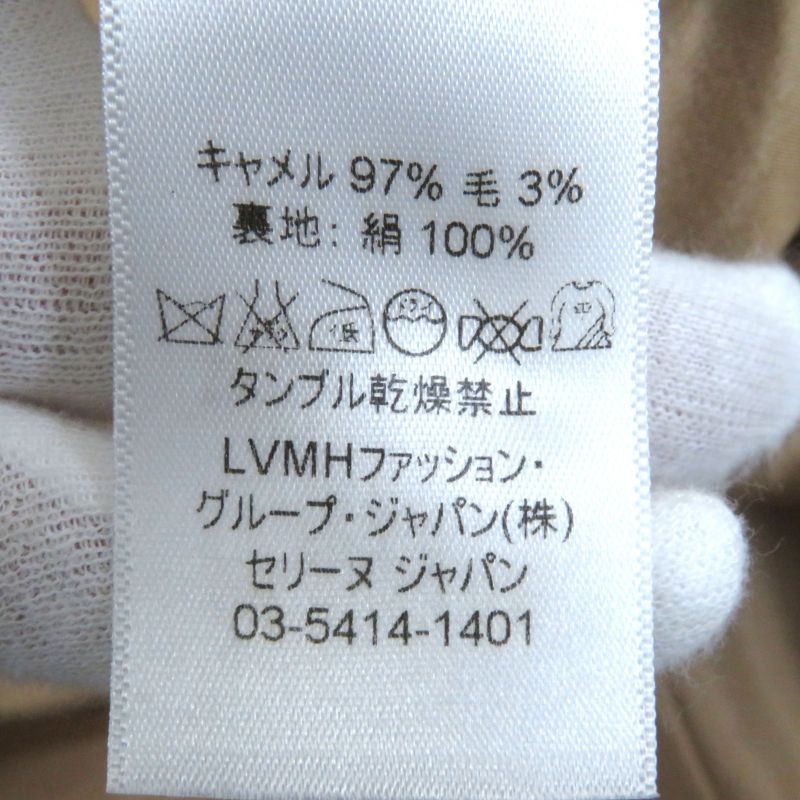 キャメル 97% 毛 3%
裏地: 絹 100%
低
タンブル乾燥禁止
LVMHファッション・
グループ・ジャパン(株)
セリーヌ ジャパン
03-5414-1401